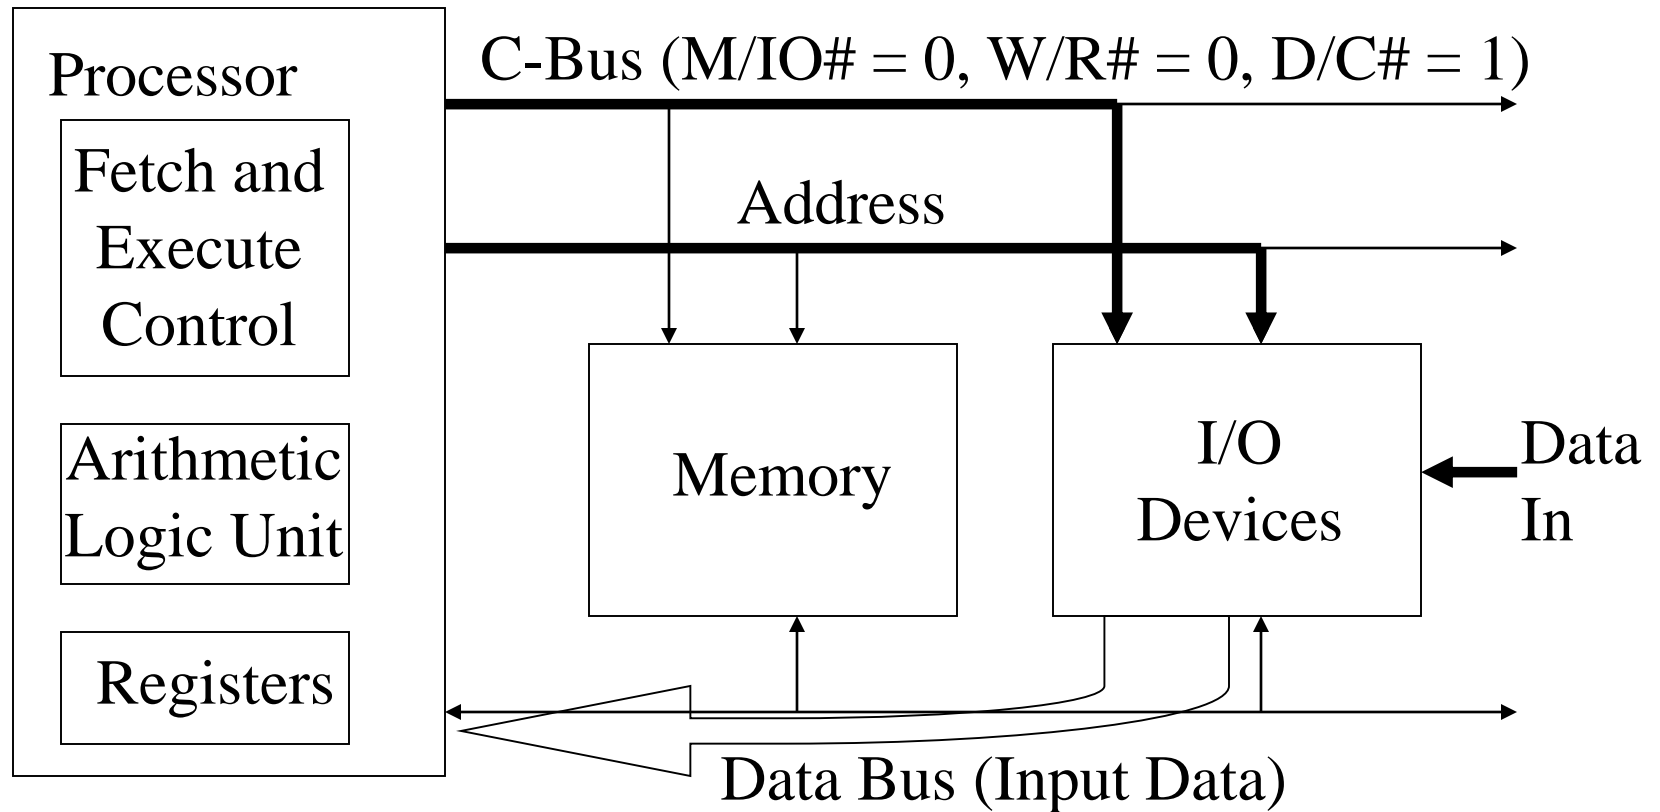 Processor
C-Bus (M/IO# = 0, W/R# = 0, D/C# = 1)
Fetch and
Execute
Control
Address
Arithmetic
Logic Unit
Registers
Memory
I/O
Devices
Data
In
Data Bus (Input Data)